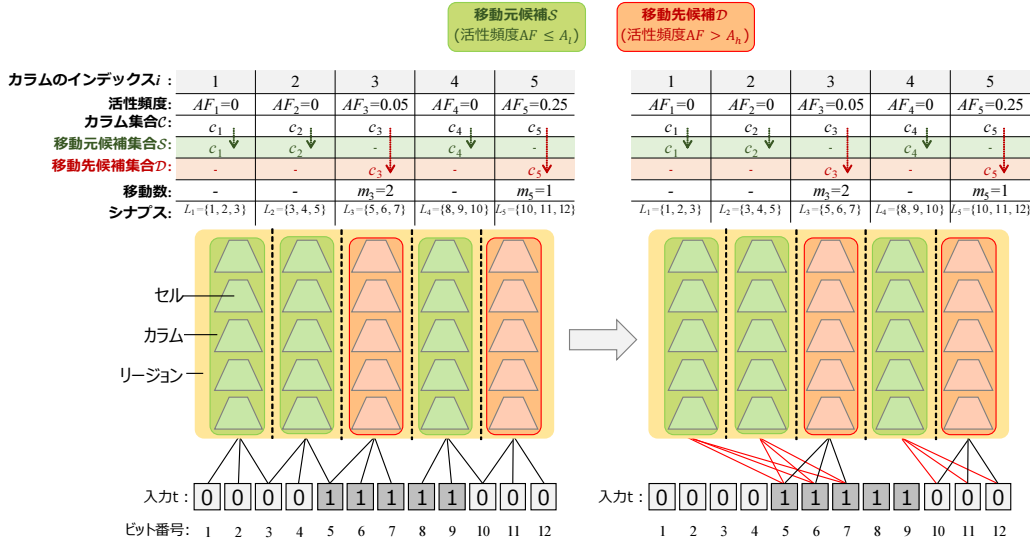 移動元候補𝒮
(活性頻度AF ≤ A_l)
移動先候補𝒟
(活性頻度AF > A_h)
カラムのインデックスi : 1 2 3 4 5
活性頻度: AF₁=0 AF₂=0 AF₃=0.05 AF₄=0 AF₅=0.25
カラム集合𝒞: c₁ c₂ c₃ c₄ c₅
移動元候補集合𝒮: c₁ c₂ - c₄ -
移動先候補集合𝒟: - - c₃ - c₅
移動数: - - m₃=2 - m₅=1
シナプス: L₁={1, 2, 3} L₂={3, 4, 5} L₃={5, 6, 7} L₄={8, 9, 10} L₅={10, 11, 12}
1 2 3 4 5
AF₁=0 AF₂=0 AF₃=0.05 AF₄=0 AF₅=0.25
c₁ c₂ c₃ c₄ c₅
c₁ c₂ - c₄ -
- - c₃ - c₅
- - m₃=2 - m₅=1
L₁={1, 2, 3} L₂={3, 4, 5} L₃={5, 6, 7} L₄={8, 9, 10} L₅={10, 11, 12}
セル
カラム
リージョン
入力t : 0 0 0 0 1 1 1 1 1 0 0 0
ビット番号: 1 2 3 4 5 6 7 8 9 10 11 12
入力t : 0 0 0 0 1 1 1 1 1 0 0 0
1 2 3 4 5 6 7 8 9 10 11 12